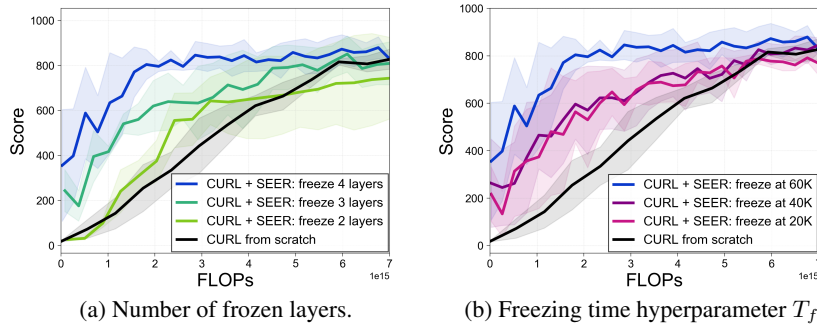 1000
800
600
400
200
0
Score
CURL + SEER: freeze 4 layers
CURL + SEER: freeze 3 layers
CURL + SEER: freeze 2 layers
CURL from scratch
0 1 2 3 4 5 6 7
FLOPs
1e15
(a) Number of frozen layers.
1000
800
600
400
200
0
Score
CURL + SEER: freeze at 60K
CURL + SEER: freeze at 40K
CURL + SEER: freeze at 20K
CURL from scratch
0 1 2 3 4 5 6 7
FLOPs
1e15
(b) Freezing time hyperparameter T_f